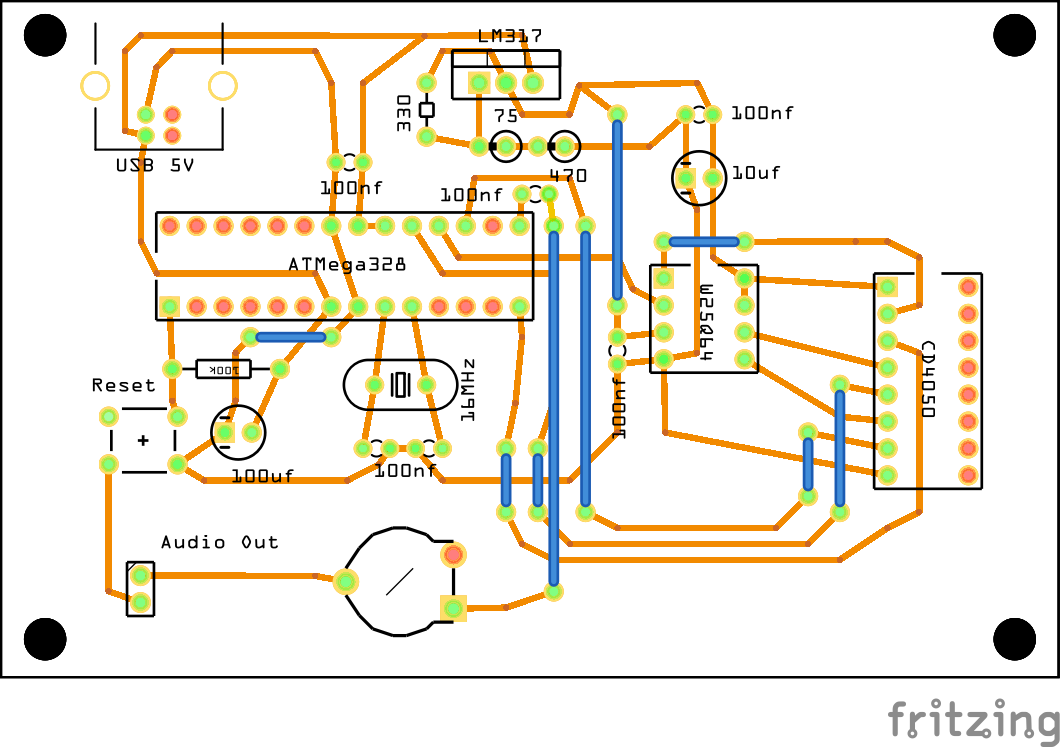 LM317
330
75
100nf
USB 5V
470
10uf
100nf
100nf
ATMega328
W25Q64
CD4050
Reset
100K
16MHz
100nf
100uf
100nf
Audio Out
+
fritzing